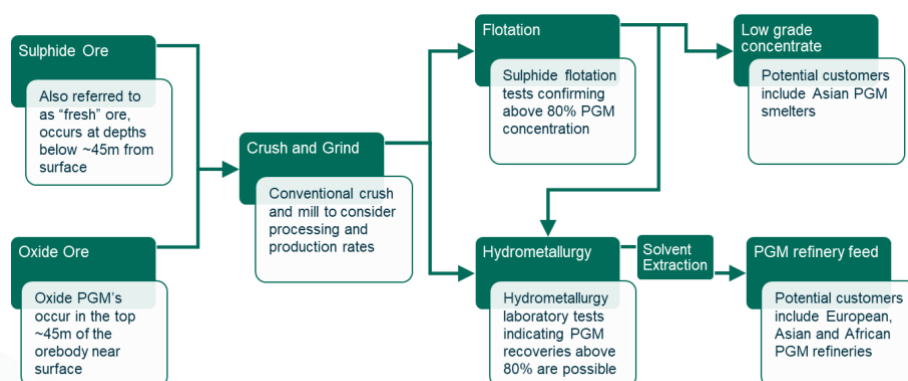 Sulphide Ore
Also referred to
as “fresh” ore,
occurs at depths
below ~45m from
surface
Oxide Ore
Oxide PGM’s
occur in the top
~45m of the
orebody near
surface
Crush and Grind
Conventional crush
and mill to consider
processing and
production rates
Flotation
Sulphide flotation
tests confirming
above 80% PGM
concentration
Hydrometallurgy
Hydrometallurgy
laboratory tests
indicating PGM
recoveries above
80% are possible
Solvent
Extraction
Low grade
concentrate
Potential customers
include Asian PGM
smelters
PGM refinery feed
Potential customers
include European,
Asian and African
PGM refineries